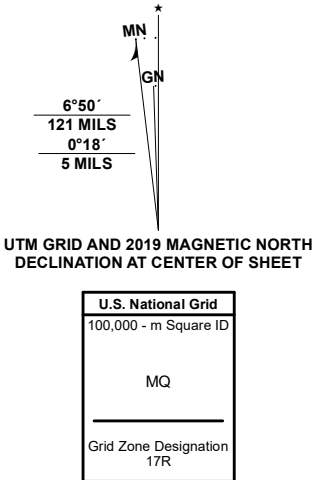 ★
MN
GN
6°50´
121 MILS
0°18´
5 MILS
UTM GRID AND 2019 MAGNETIC NORTH
DECLINATION AT CENTER OF SHEET
U.S. National Grid
100,000 - m Square ID
MQ
Grid Zone Designation
17R